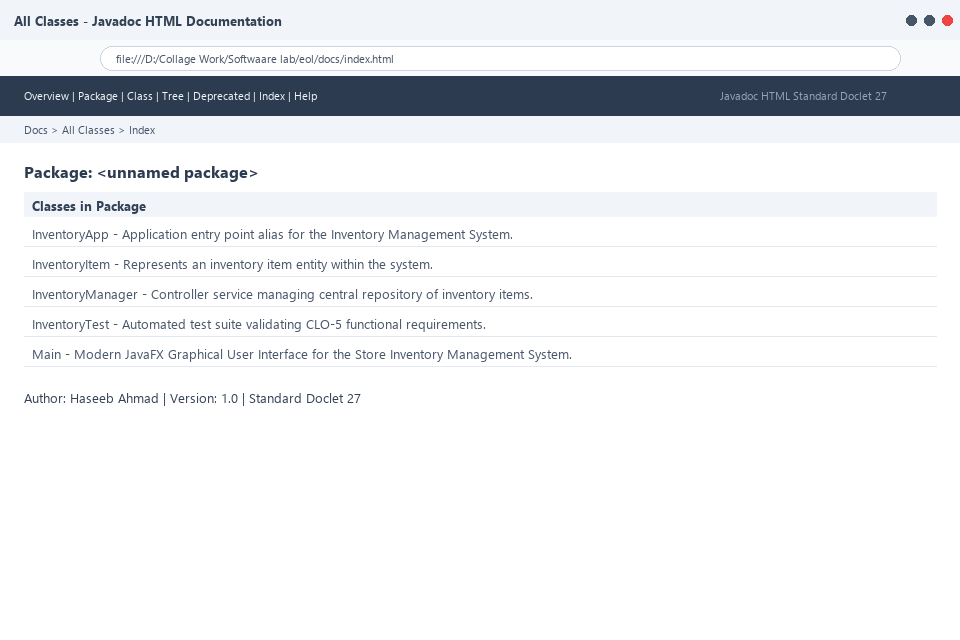 All Classes - Javadoc HTML Documentation
file:///D:/Collage Work/Softwaare lab/eol/docs/index.html
Overview | Package | Class | Tree | Deprecated | Index | Help
Javadoc HTML Standard Doclet 27
Docs > All Classes > Index
Package: <unnamed package>
Classes in Package
InventoryApp - Application entry point alias for the Inventory Management System.
InventoryItem - Represents an inventory item entity within the system.
InventoryManager - Controller service managing central repository of inventory items.
InventoryTest - Automated test suite validating CLO-5 functional requirements.
Main - Modern JavaFX Graphical User Interface for the Store Inventory Management System.
Author: Haseeb Ahmad | Version: 1.0 | Standard Doclet 27